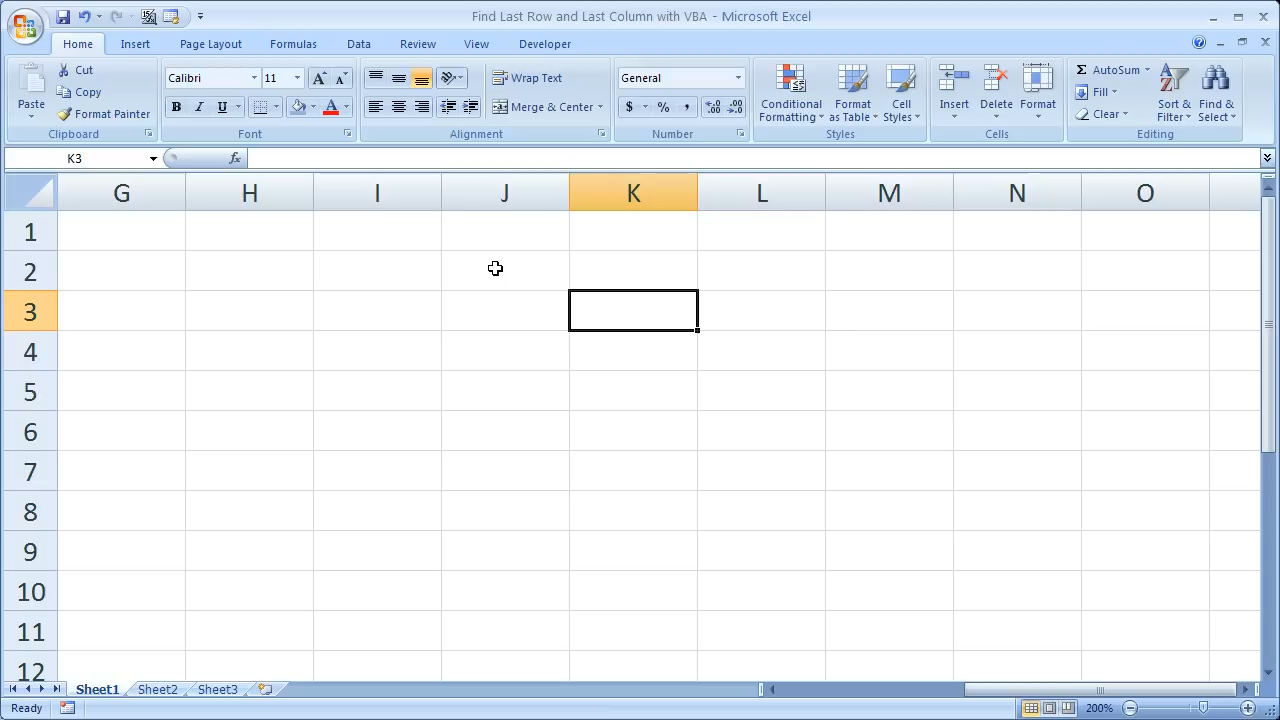 Find Last Row and Last Column with VBA - Microsoft Excel
Home Insert Page Layout Formulas Data Review View Developer
Paste
Cut
Copy
Format Painter
Clipboard
Calibri 11
B I U
Font
Wrap Text
Merge & Center
Alignment
General
$ % ,
Number
Conditional Formatting
Format as Table
Cell Styles
Styles
Insert Delete Format
Cells
Σ AutoSum
Fill
Clear
Sort & Filter
Find & Select
Editing
K3 fx
G H I J K L M N O
1
2
3
4
5
6
7
8
9
10
11
12
Sheet1 Sheet2 Sheet3
Ready 200%